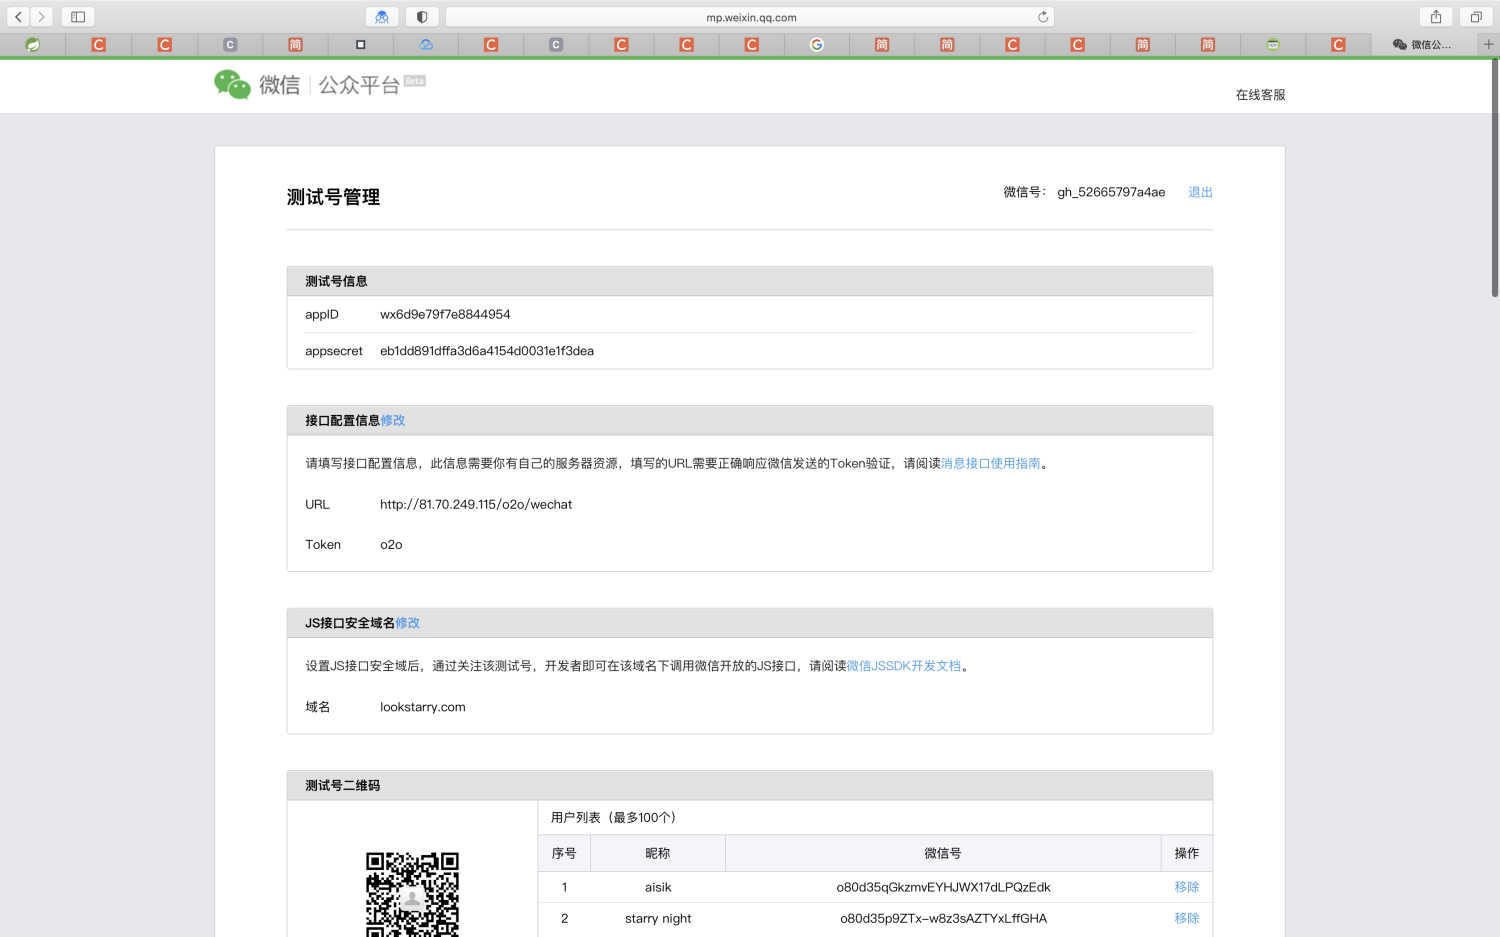 mp.weixin.qq.com
C C C 简 C C C C C G 简 简 C C 简 简 C 微信公...
微信 | 公众平台 Beta
在线客服
测试号管理
微信号： gh_52665797a4ae 退出
测试号信息
appID wx6d9e79f7e8844954
appsecret eb1dd891dffa3d6a4154d0031e1f3dea
接口配置信息修改
请填写接口配置信息，此信息需要你有自己的服务器资源，填写的URL需要正确响应微信发送的Token验证，请阅读消息接口使用指南。
URL http://81.70.249.115/o2o/wechat
Token o2o
JS接口安全域名修改
设置JS接口安全域后，通过关注该测试号，开发者即可在该域名下调用微信开放的JS接口，请阅读微信JSSDK开发文档。
域名 lookstarry.com
测试号二维码
用户列表（最多100个）
序号 昵称 微信号 操作
1 aisik o80d35qGkzmvEYHJWX17dLPQzEdk 移除
2 starry night o80d35p9ZTx-w8z3sAZTYxLffGHA 移除